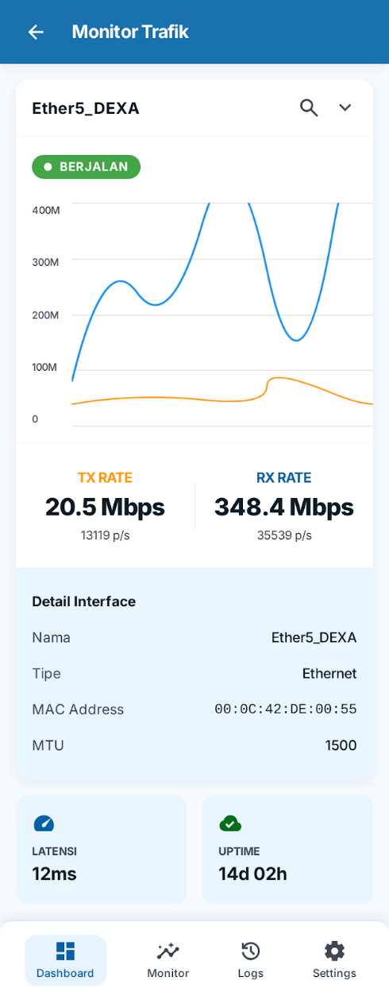 Monitor Trafik
Ether5_DEXA
BERJALAN
400M
300M
200M
100M
0
TX RATE
20.5 Mbps
13119 p/s
RX RATE
348.4 Mbps
35539 p/s
Detail Interface
Nama Ether5_DEXA
Tipe Ethernet
MAC Address 00:0C:42:DE:00:55
MTU 1500
LATENSI
12ms
UPTIME
14d 02h
Dashboard
Monitor
Logs
Settings